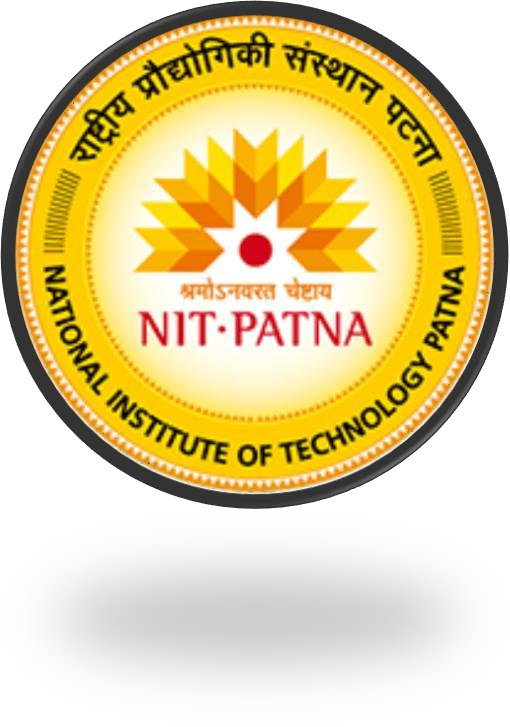 राष्ट्रीय प्रौद्योगिकी संस्थान पटना
श्रमोऽनवरत चेष्टाय
NIT·PATNA
NATIONAL INSTITUTE OF TECHNOLOGY PATNA